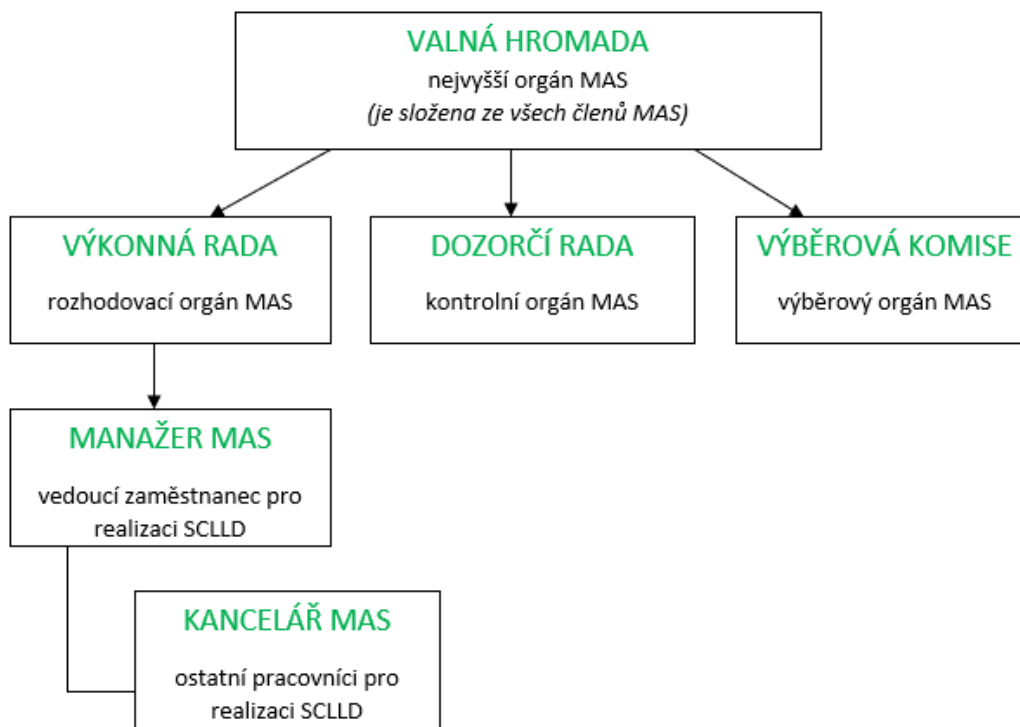 VALNÁ HROMADA
nejvyšší orgán MAS
(je složena ze všech členů MAS)
VÝKONNÁ RADA
rozhodovací orgán MAS
DOZORČÍ RADA
kontrolní orgán MAS
VÝBĚROVÁ KOMISE
výběrový orgán MAS
MANAŽER MAS
vedoucí zaměstnanec pro
realizaci SCLLD
KANCELÁŘ MAS
ostatní pracovníci pro
realizaci SCLLD